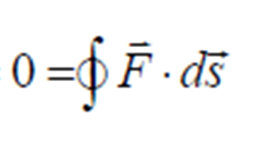 0 = ∮ F⃗ · ds⃗